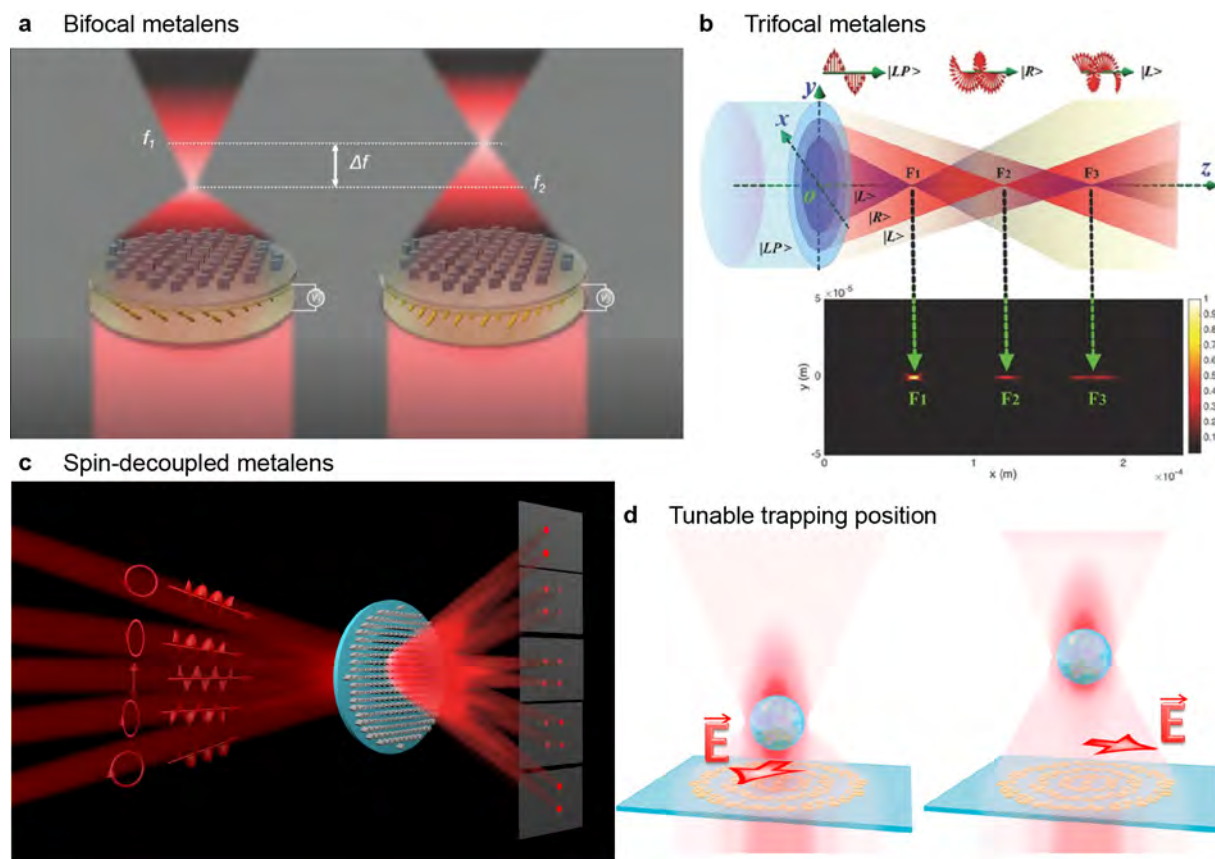 a Bifocal metalens
f₁
Δf
f₂
V
V
b Trifocal metalens
|LP>
|R>
|L>
y
x
o
z
F1
F2
F3
|L>
|R>
|L>
|LP>
5 ×10⁻⁵
0
-5
y (m)
F1
F2
F3
0
1
2
x (m)
×10⁻⁴
1
0.9
0.8
0.7
0.6
0.5
0.4
0.3
0.2
0.1
c Spin-decoupled metalens
d Tunable trapping position
E
E